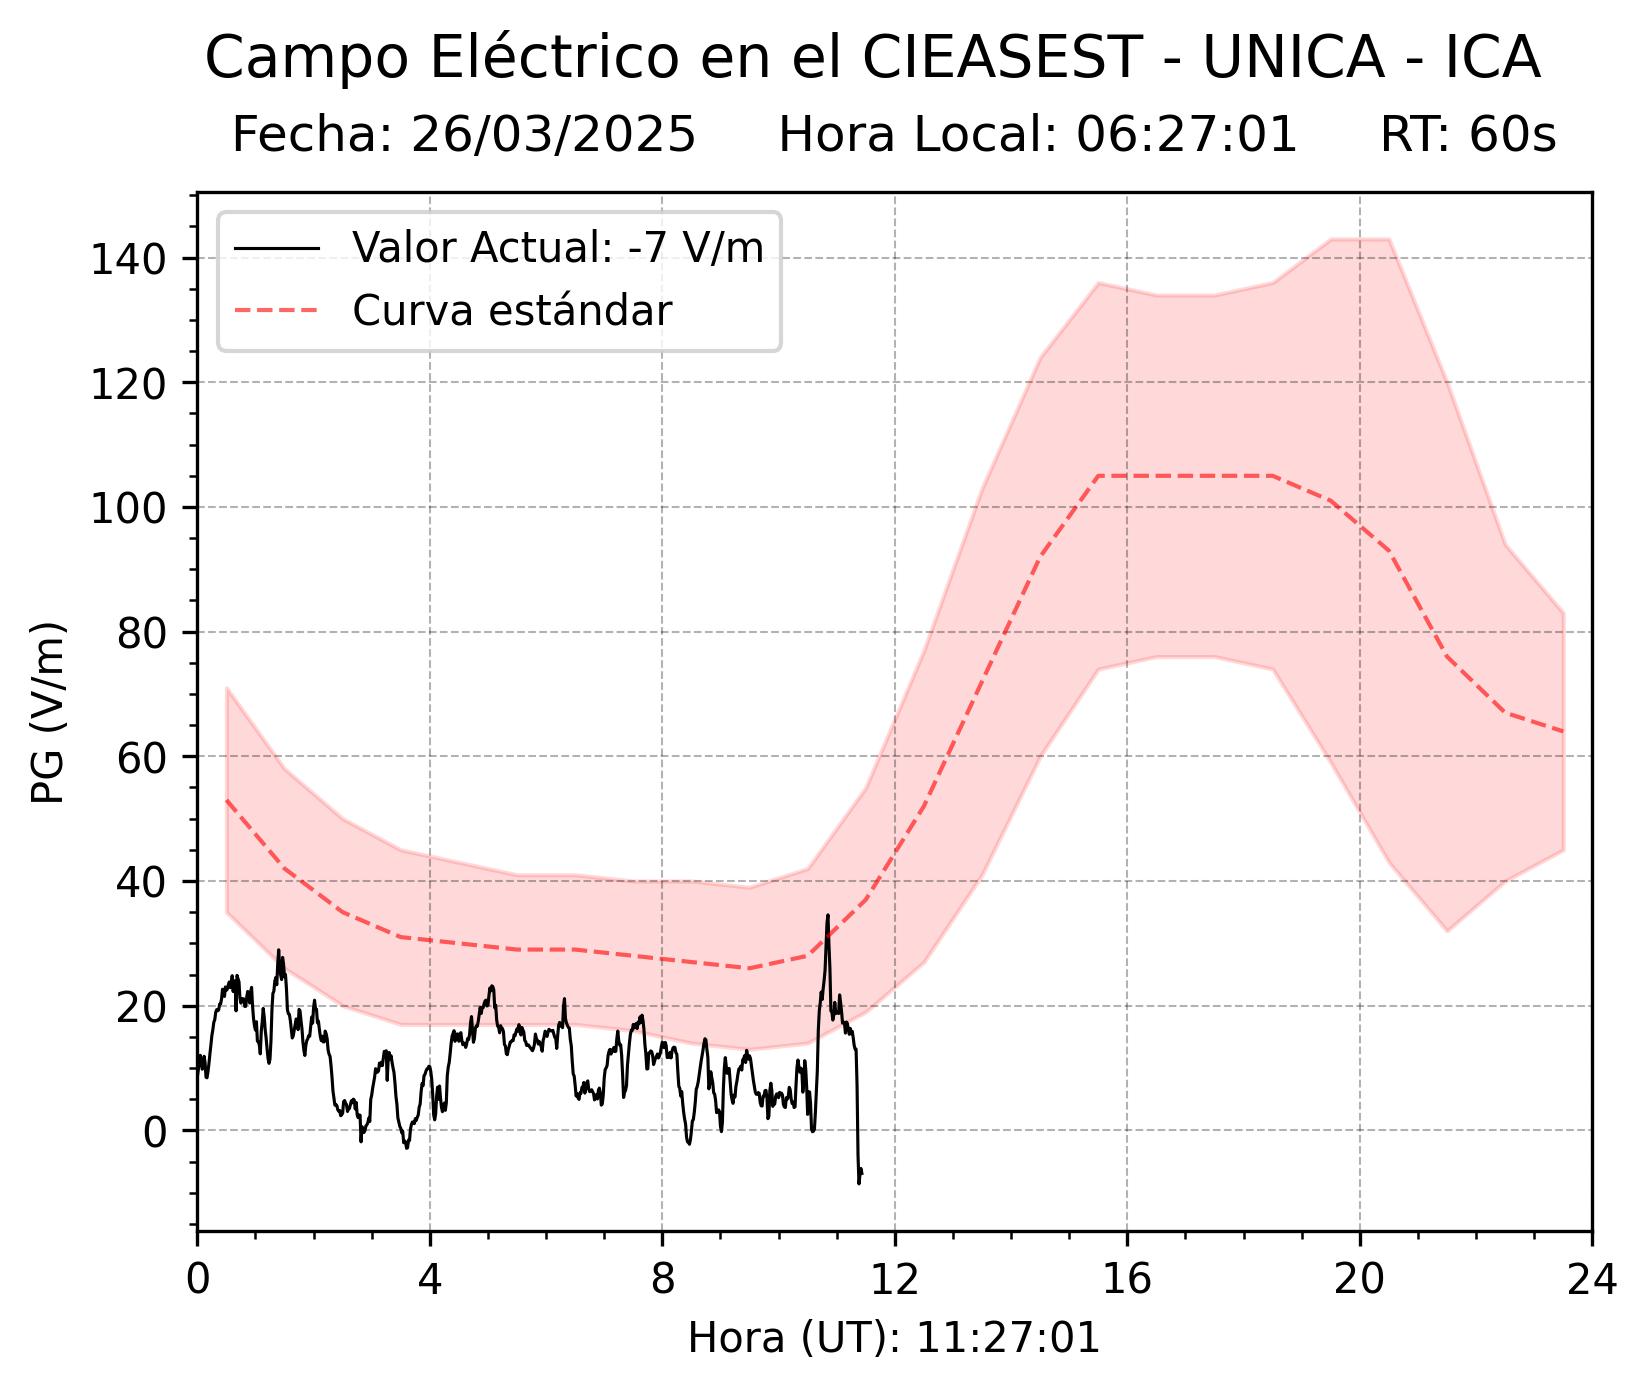 Campo Eléctrico en el CIEASEST - UNICA - ICA
Fecha: 26/03/2025 Hora Local: 06:27:01 RT: 60s
Valor Actual: -7 V/m
Curva estándar
PG (V/m)
140
120
100
80
60
40
20
0
0 4 8 12 16 20 24
Hora (UT): 11:27:01